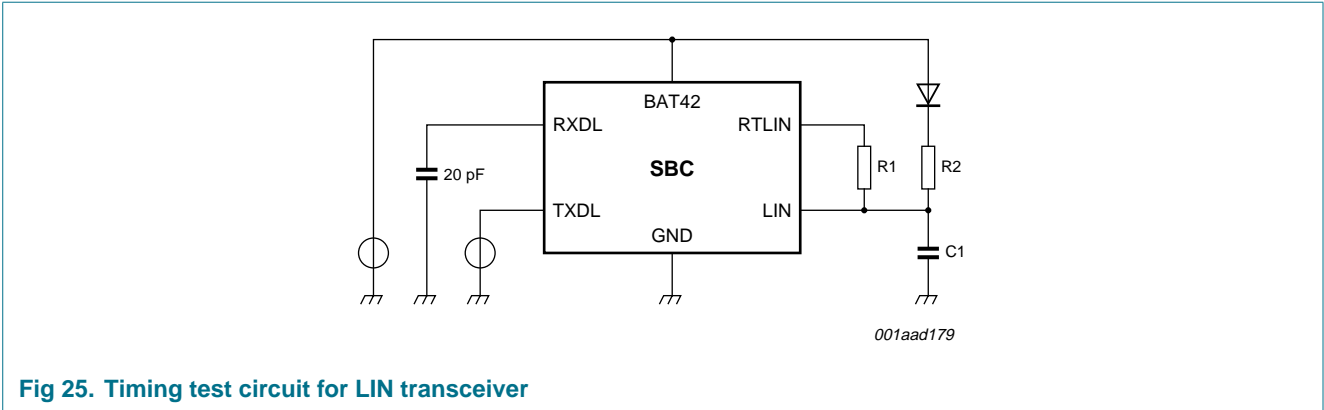 BAT42
RXDL
RTLIN
SBC
R1
R2
20 pF
TXDL
LIN
GND
C1
001aad179
Fig 25. Timing test circuit for LIN transceiver